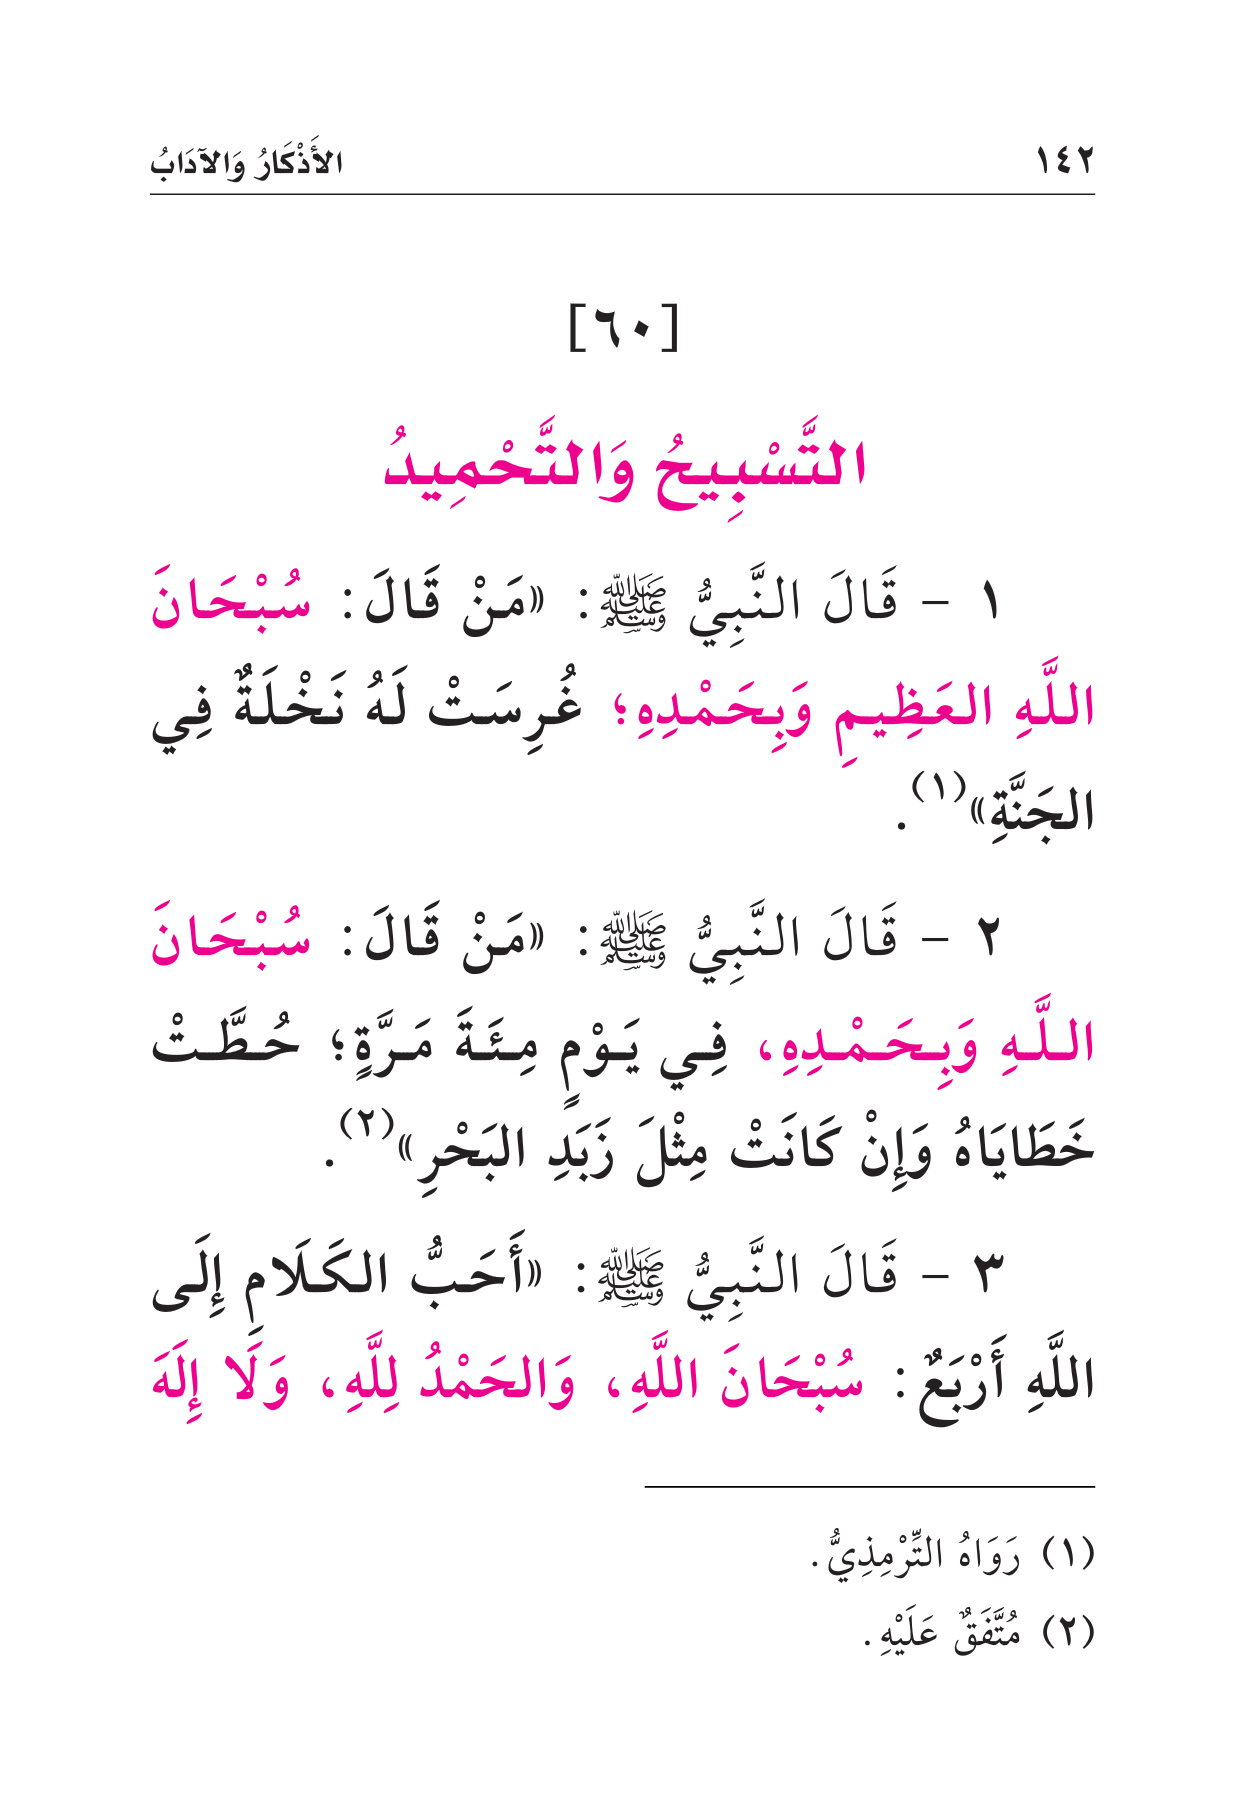 ١٤٢ الأَذْكَارُ وَالآدَابُ
[٦٠]
التَّسْبِيحُ وَالتَّحْمِيدُ
١ - قَالَ النَّبِيُّ ﷺ: «مَنْ قَالَ: سُبْحَانَ
اللَّهِ العَظِيمِ وَبِحَمْدِهِ؛ غُرِسَتْ لَهُ نَخْلَةٌ فِي
الجَنَّةِ»(١).
٢ - قَالَ النَّبِيُّ ﷺ: «مَنْ قَالَ: سُبْحَانَ
اللَّهِ وَبِحَمْدِهِ، فِي يَوْمٍ مِئَةَ مَرَّةٍ؛ حُطَّتْ
خَطَايَاهُ وَإِنْ كَانَتْ مِثْلَ زَبَدِ البَحْرِ»(٢).
٣ - قَالَ النَّبِيُّ ﷺ: «أَحَبُّ الكَلَامِ إِلَى
اللَّهِ أَرْبَعٌ: سُبْحَانَ اللَّهِ، وَالحَمْدُ لِلَّهِ، وَلَا إِلَهَ
(١) رَوَاهُ التِّرْمِذِيُّ.
(٢) مُتَّفَقٌ عَلَيْهِ.